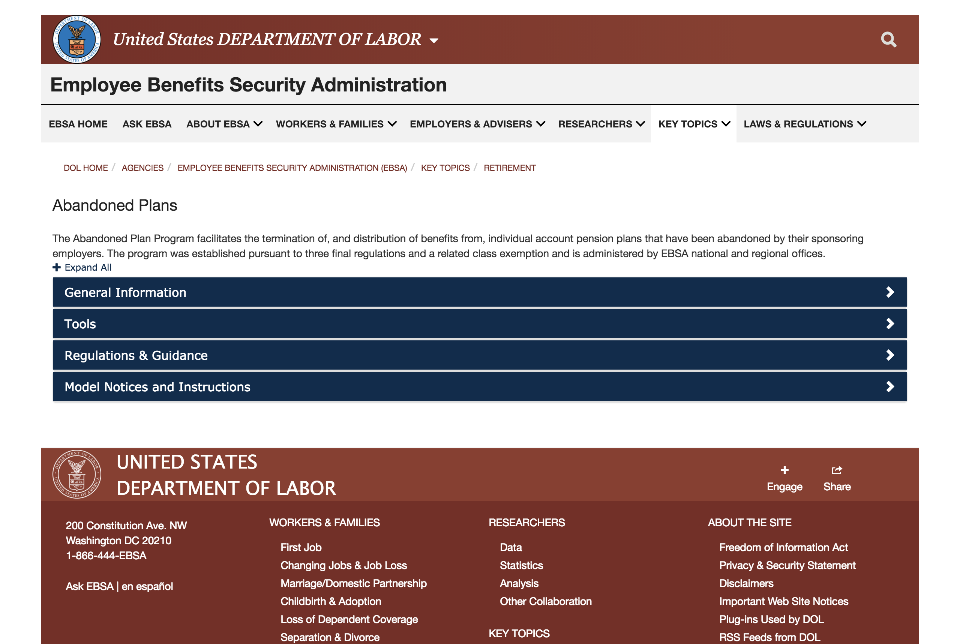 United States DEPARTMENT OF LABOR
Employee Benefits Security Administration
EBSA HOME ASK EBSA ABOUT EBSA WORKERS & FAMILIES EMPLOYERS & ADVISERS RESEARCHERS KEY TOPICS LAWS & REGULATIONS
DOL HOME / AGENCIES / EMPLOYEE BENEFITS SECURITY ADMINISTRATION (EBSA) / KEY TOPICS / RETIREMENT
Abandoned Plans
The Abandoned Plan Program facilitates the termination of, and distribution of benefits from, individual account pension plans that have been abandoned by their sponsoring
employers. The program was established pursuant to three final regulations and a related class exemption and is administered by EBSA national and regional offices.
+ Expand All
General Information
Tools
Regulations & Guidance
Model Notices and Instructions
UNITED STATES
DEPARTMENT OF LABOR
Engage
Share
200 Constitution Ave. NW
Washington DC 20210
1-866-444-EBSA
Ask EBSA | en español
WORKERS & FAMILIES
First Job
Changing Jobs & Job Loss
Marriage/Domestic Partnership
Childbirth & Adoption
Loss of Dependent Coverage
Separation & Divorce
RESEARCHERS
Data
Statistics
Analysis
Other Collaboration
KEY TOPICS
ABOUT THE SITE
Freedom of Information Act
Privacy & Security Statement
Disclaimers
Important Web Site Notices
Plug-ins Used by DOL
RSS Feeds from DOL